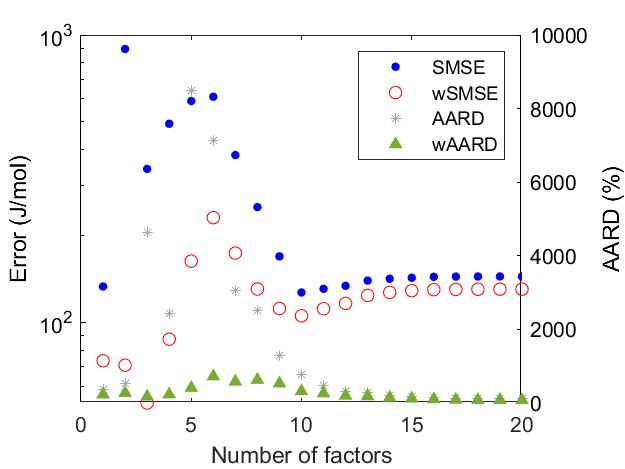 10^3
10^2
Error (J/mol)
SMSE
wSMSE
AARD
wAARD
10000
8000
6000
4000
2000
0
AARD (%)
0 5 10 15 20
Number of factors